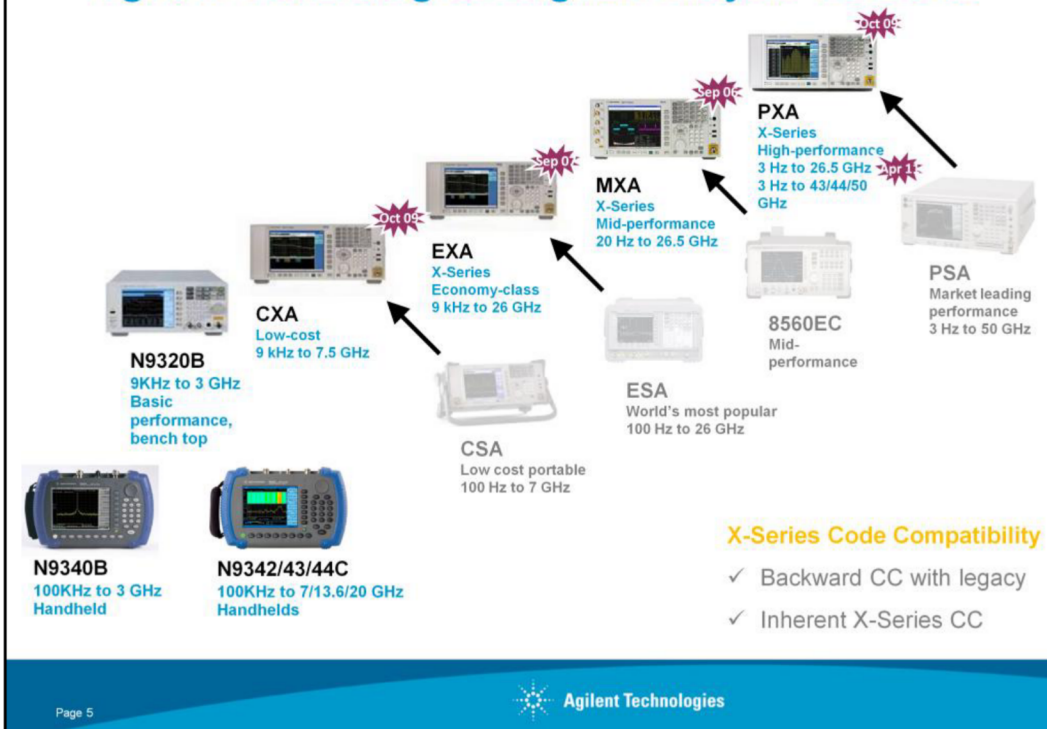 Oct 09
Sep 06
PXA
X-Series
High-performance
3 Hz to 26.5 GHz
3 Hz to 43/44/50
GHz
Apr 1
Sep 07
MXA
X-Series
Mid-performance
20 Hz to 26.5 GHz
Oct 09
EXA
X-Series
Economy-class
9 kHz to 26 GHz
PSA
Market leading
performance
3 Hz to 50 GHz
CXA
Low-cost
9 kHz to 7.5 GHz
8560EC
Mid-
performance
N9320B
9KHz to 3 GHz
Basic
performance,
bench top
ESA
World's most popular
100 Hz to 26 GHz
CSA
Low cost portable
100 Hz to 7 GHz
N9340B
100KHz to 3 GHz
Handheld
N9342/43/44C
100KHz to 7/13.6/20 GHz
Handhelds
X-Series Code Compatibility
✓ Backward CC with legacy
✓ Inherent X-Series CC
Page 5
Agilent Technologies